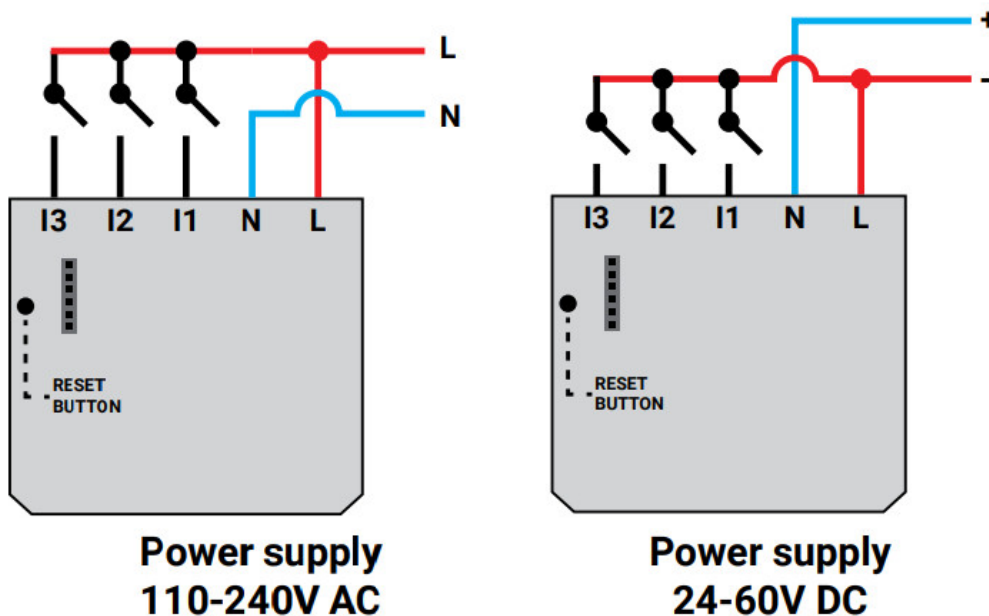 L
N
I3 I2 I1 N L
RESET
BUTTON
Power supply
110-240V AC
+
-
I3 I2 I1 N L
RESET
BUTTON
Power supply
24-60V DC